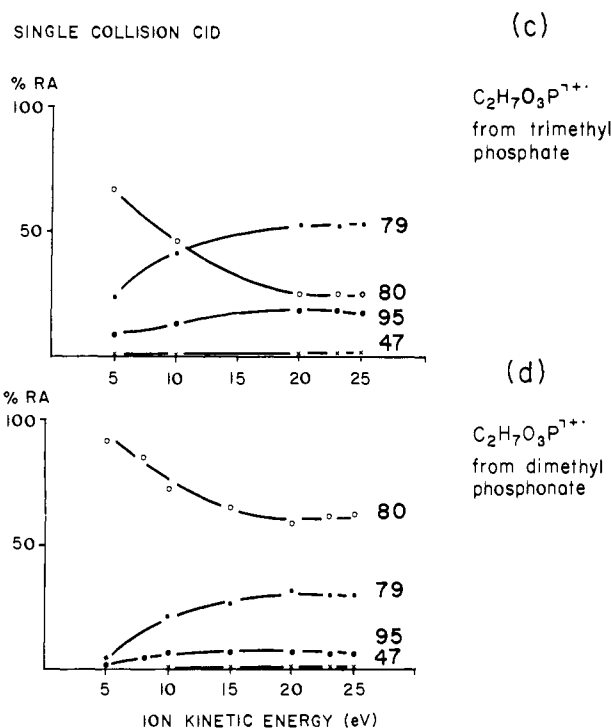 SINGLE COLLISION CID
(c)
% RA
100
50
79
80
95
47
5 10 15 20 25
C₂H₇O₃P⌝⁺·
from trimethyl
phosphate
(d)
% RA
100
50
80
79
95
47
5 10 15 20 25
ION KINETIC ENERGY (eV)
C₂H₇O₃P⌝⁺·
from dimethyl
phosphonate